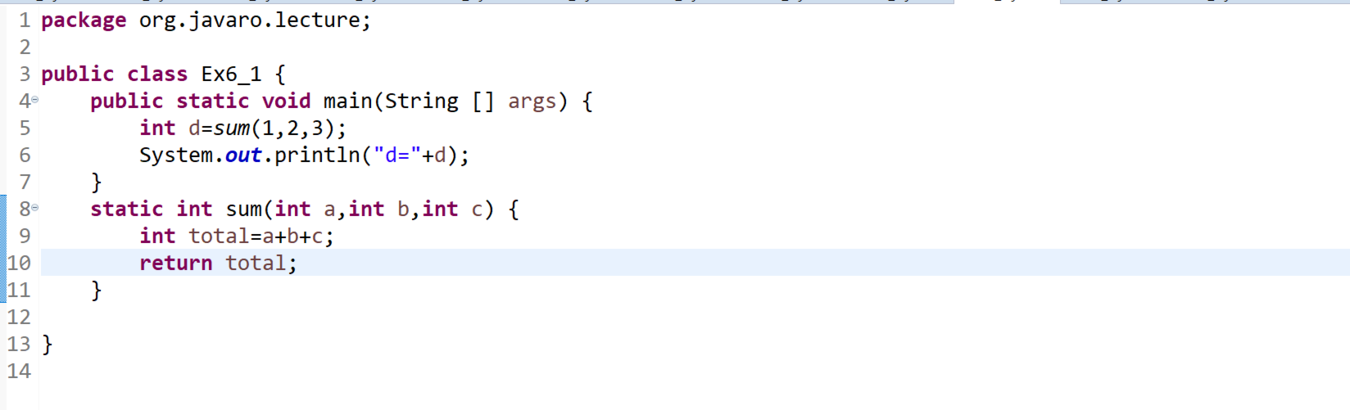 1 package org.javaro.lecture;
2
3 public class Ex6_1 {
4 public static void main(String [] args) {
5 int d=sum(1,2,3);
6 System.out.println("d="+d);
7 }
8 static int sum(int a,int b,int c) {
9 int total=a+b+c;
10 return total;
11 }
12
13 }
14